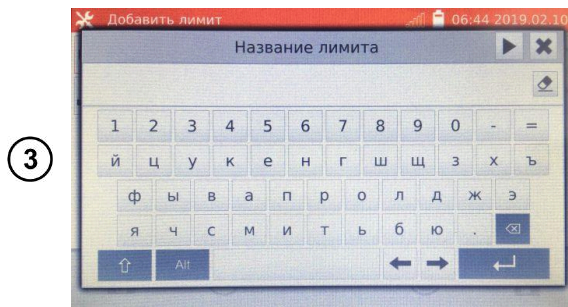 Добавить лимит 06:44 2019.02.10
Название лимита
3
1 2 3 4 5 6 7 8 9 0 - =
й ц у к е н г ш щ з х ъ
ф ы в а п р о л д ж э
я ч с м и т ь б ю .
Alt